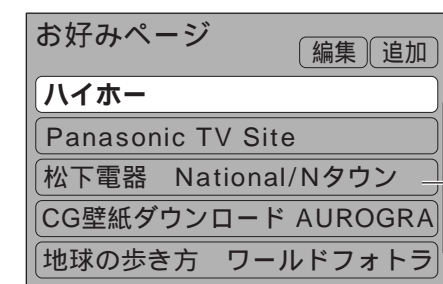 お好みページ
編集 追加
ハイホー
Panasonic TV Site
松下電器　National/Nタウン
CG壁紙ダウンロード AUROGRA
地球の歩き方　ワールドフォトラ